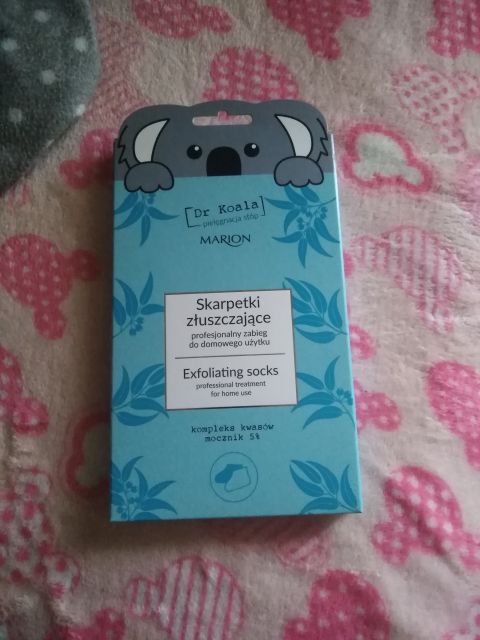 [Dr Koala]
pielęgnacja stóp
MARION
Skarpetki
złuszczające
profesjonalny zabieg
do domowego użytku
Exfoliating socks
professional treatment
for home use
kompleks kwasów
mocznik 5%